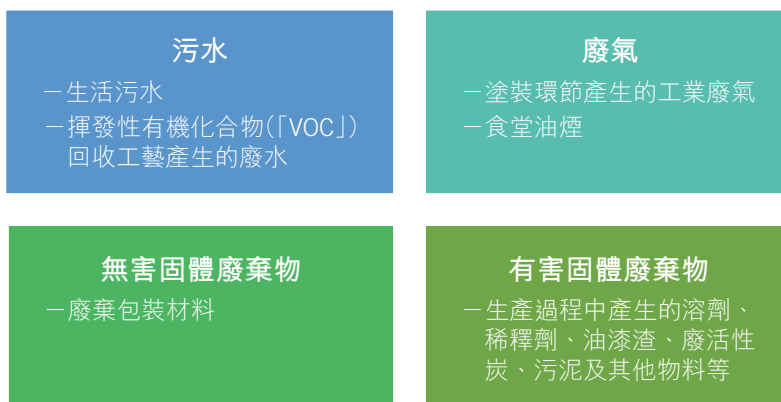 污水
－生活污水
－揮發性有機化合物(「VOC」)
回收工藝產生的廢水
廢氣
－塗裝環節產生的工業廢氣
－食堂油煙
無害固體廢棄物
－廢棄包裝材料
有害固體廢棄物
－生產過程中產生的溶劑、
稀釋劑、油漆渣、廢活性
炭、污泥及其他物料等